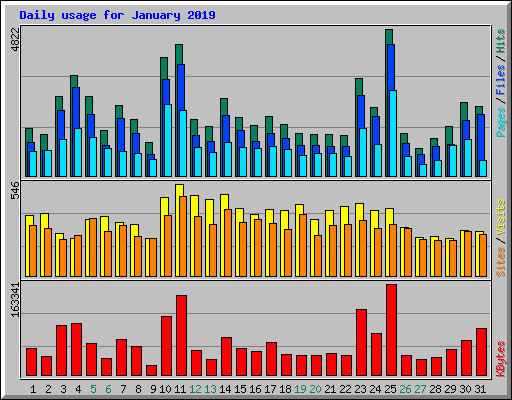 Daily usage for January 2019
4822
Pages / Files / Hits
546
Sites / Visits
163341
KBytes
1 2 3 4 5 6 7 8 9 10 11 12 13 14 15 16 17 18 19 20 21 22 23 24 25 26 27 28 29 30 31